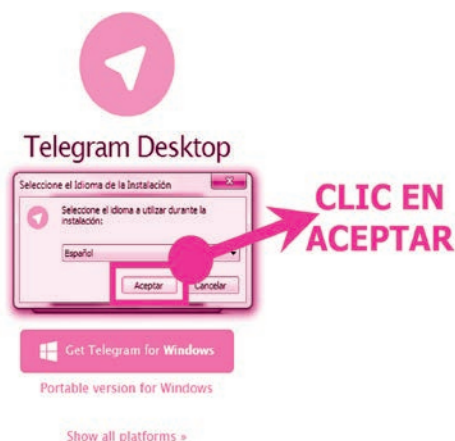 Telegram Desktop
Seleccione el Idioma de la Instalación
Seleccione el idioma a utilizar durante la
instalación:
Español
Aceptar Cancelar
CLIC EN
ACEPTAR
Get Telegram for Windows
Portable version for Windows
Show all platforms »